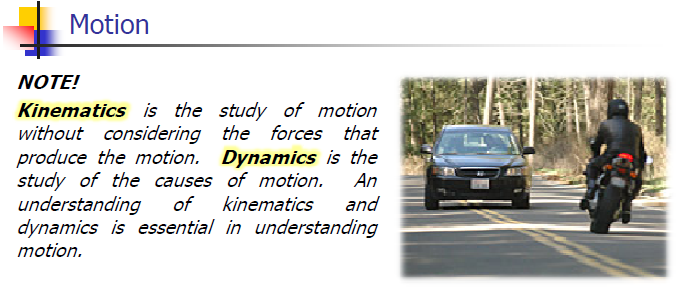 Motion
NOTE!
Kinematics is the study of motion
without considering the forces that
produce the motion. Dynamics is the
study of the causes of motion. An
understanding of kinematics and
dynamics is essential in understanding
motion.